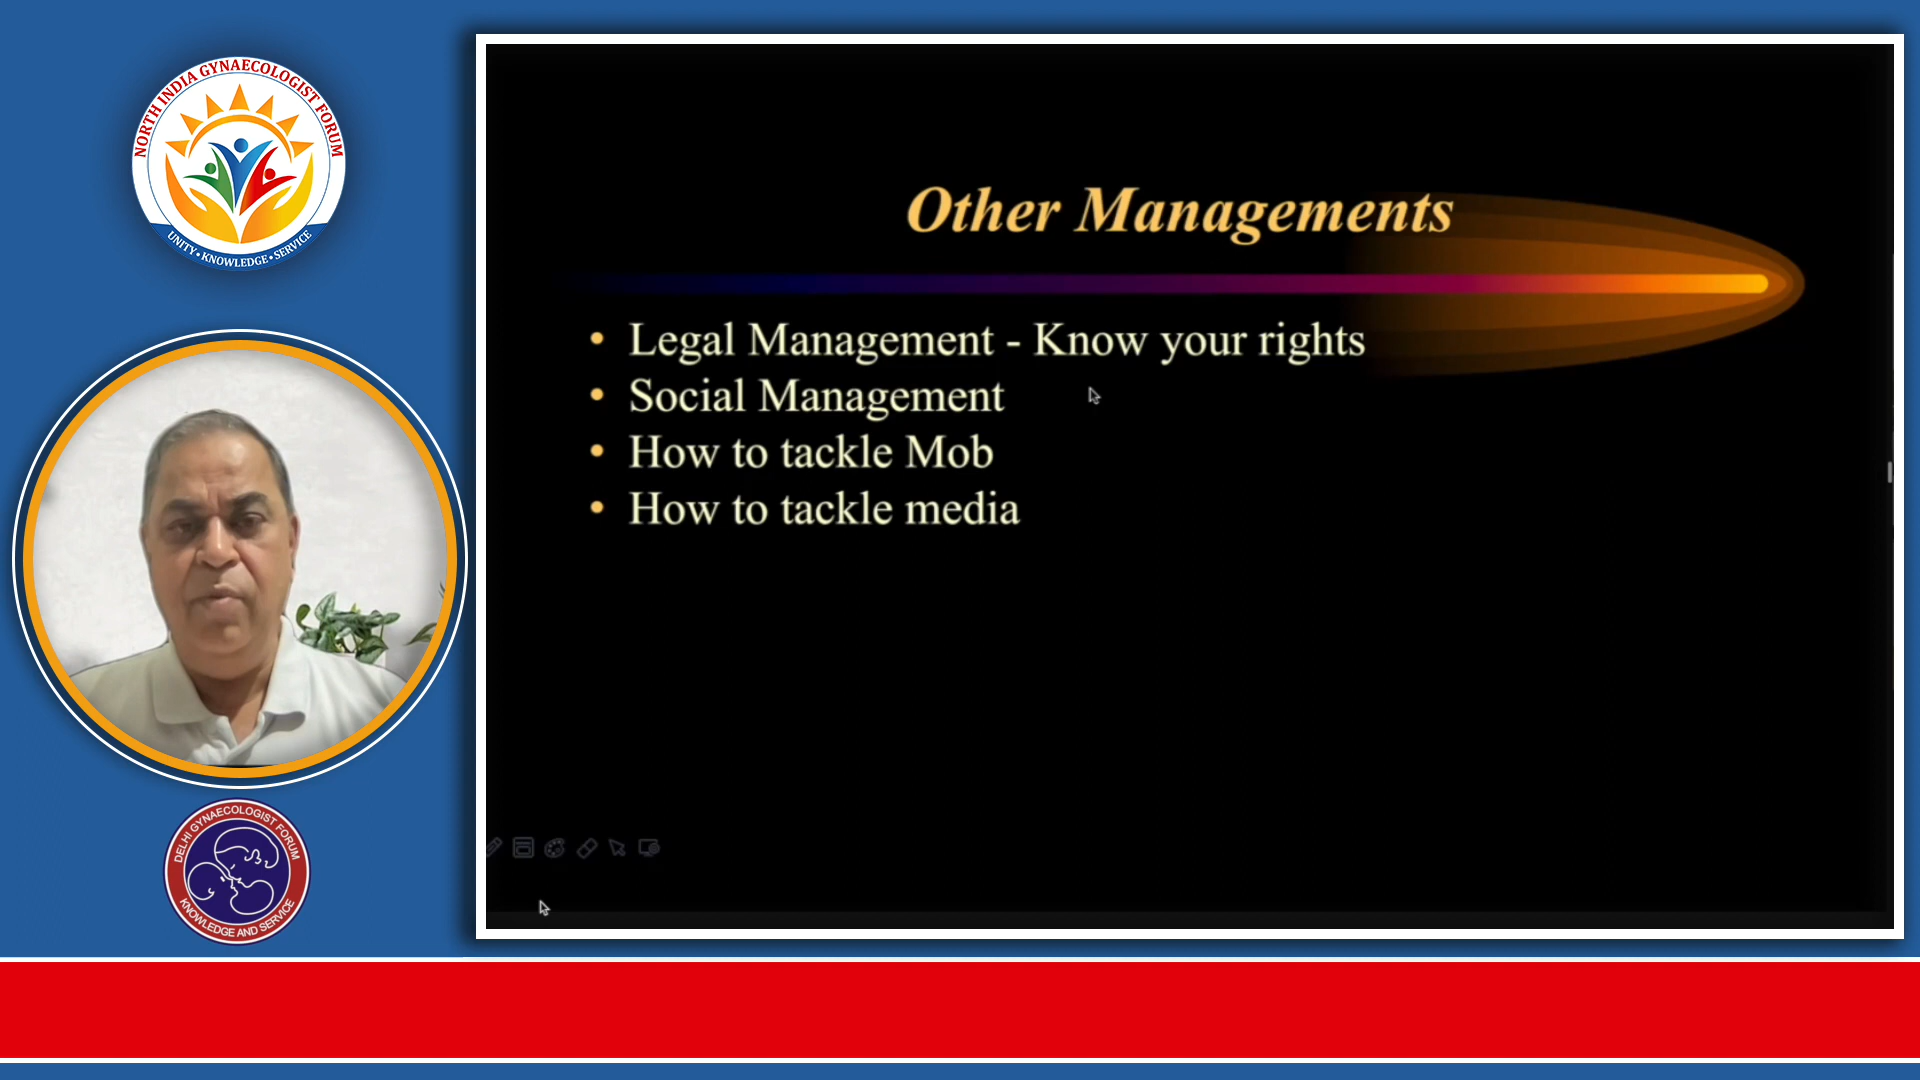 NORTH INDIA GYNAECOLOGIST FORUM
UNITY • KNOWLEDGE • SERVICE
Other Managements
• Legal Management - Know your rights
• Social Management
• How to tackle Mob
• How to tackle media
DELHI GYNAECOLOGIST FORUM
KNOWLEDGE AND SERVICE